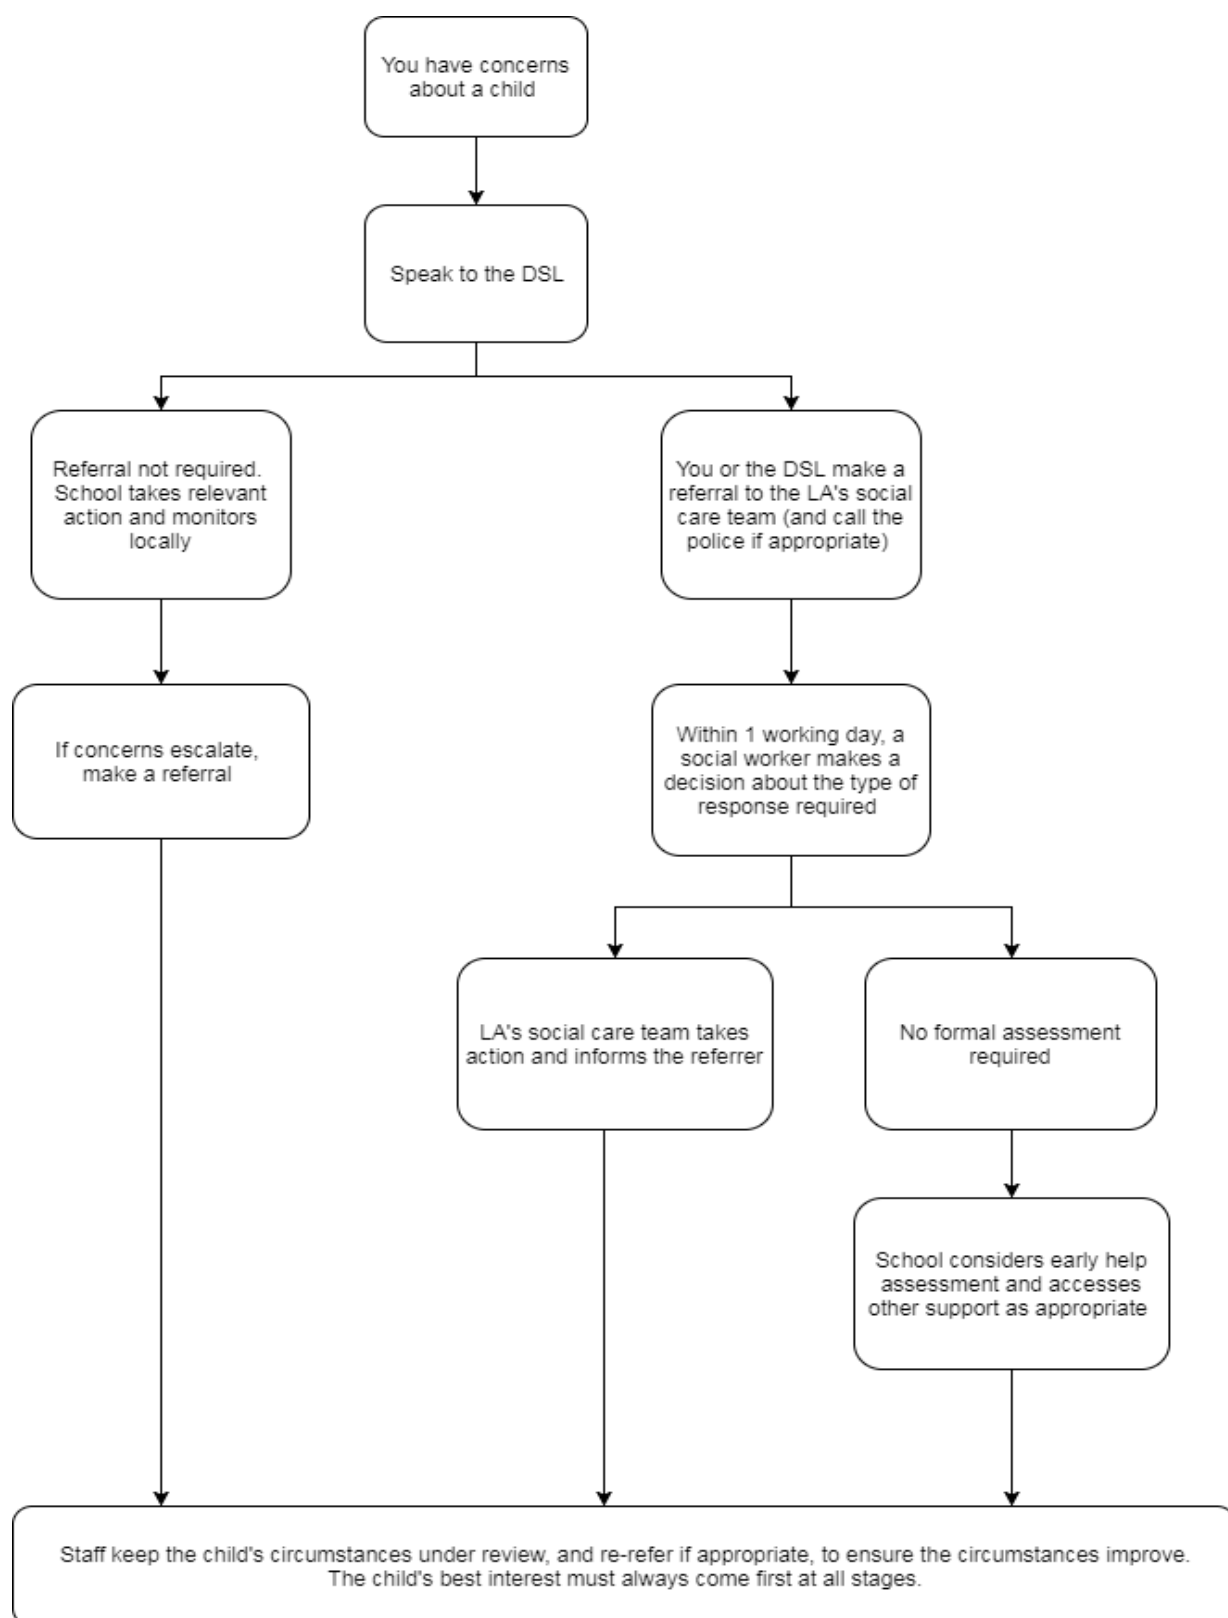 You have concerns
about a child
Speak to the DSL
Referral not required.
School takes relevant
action and monitors
locally
You or the DSL make a
referral to the LA's social
care team (and call the
police if appropriate)
If concerns escalate,
make a referral
Within 1 working day, a
social worker makes a
decision about the type of
response required
LA's social care team takes
action and informs the referrer
No formal assessment
required
School considers early help
assessment and accesses
other support as appropriate
Staff keep the child's circumstances under review, and re-refer if appropriate, to ensure the circumstances improve.
The child's best interest must always come first at all stages.